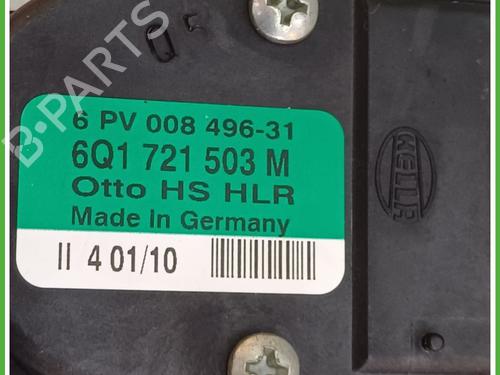 B-PARTS
6 PV 008 496-31
6Q1 721 503 M
Otto HS HLR
Made In Germany
II 4 01/10